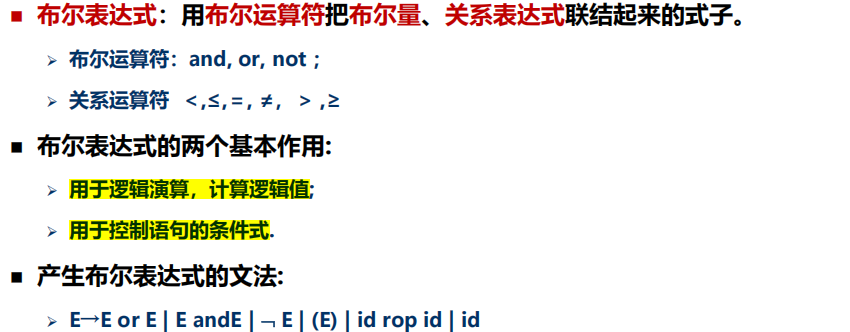 ■ 布尔表达式：用布尔运算符把布尔量、关系表达式联结起来的式子。
➢ 布尔运算符：and, or, not ;
➢ 关系运算符 <,≤,=, ≠, > ,≥
■ 布尔表达式的两个基本作用:
➢ 用于逻辑演算，计算逻辑值;
➢ 用于控制语句的条件式.
■ 产生布尔表达式的文法:
➢ E→E or E | E andE | ﹁ E | (E) | id rop id | id